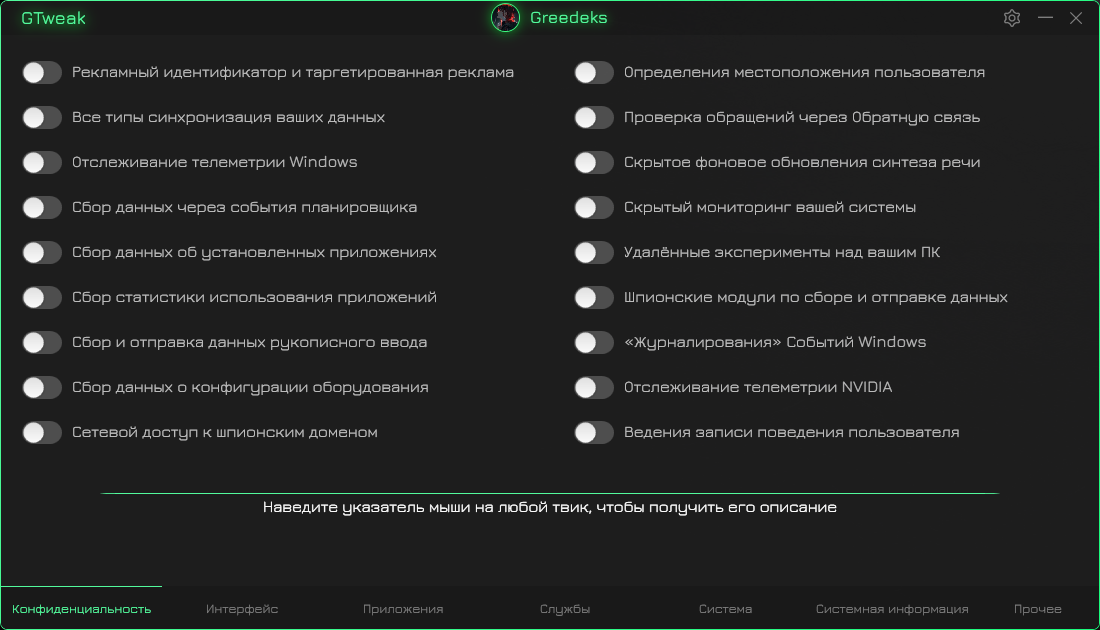 GTweak
Greedeks
Рекламный идентификатор и таргетированная реклама
Все типы синхронизация ваших данных
Отслеживание телеметрии Windows
Сбор данных через события планировщика
Сбор данных об установленных приложениях
Сбор статистики использования приложений
Сбор и отправка данных рукописного ввода
Сбор данных о конфигурации оборудования
Сетевой доступ к шпионским доменом
Определения местоположения пользователя
Проверка обращений через Обратную связь
Скрытое фоновое обновления синтеза речи
Скрытый мониторинг вашей системы
Удалённые эксперименты над вашим ПК
Шпионские модули по сборе и отправке данных
«Журналирования» Событий Windows
Отслеживание телеметрии NVIDIA
Ведения записи поведения пользователя
Наведите указатель мыши на любой твик, чтобы получить его описание
Конфиденциальность
Интерфейс
Приложения
Службы
Система
Системная информация
Прочее